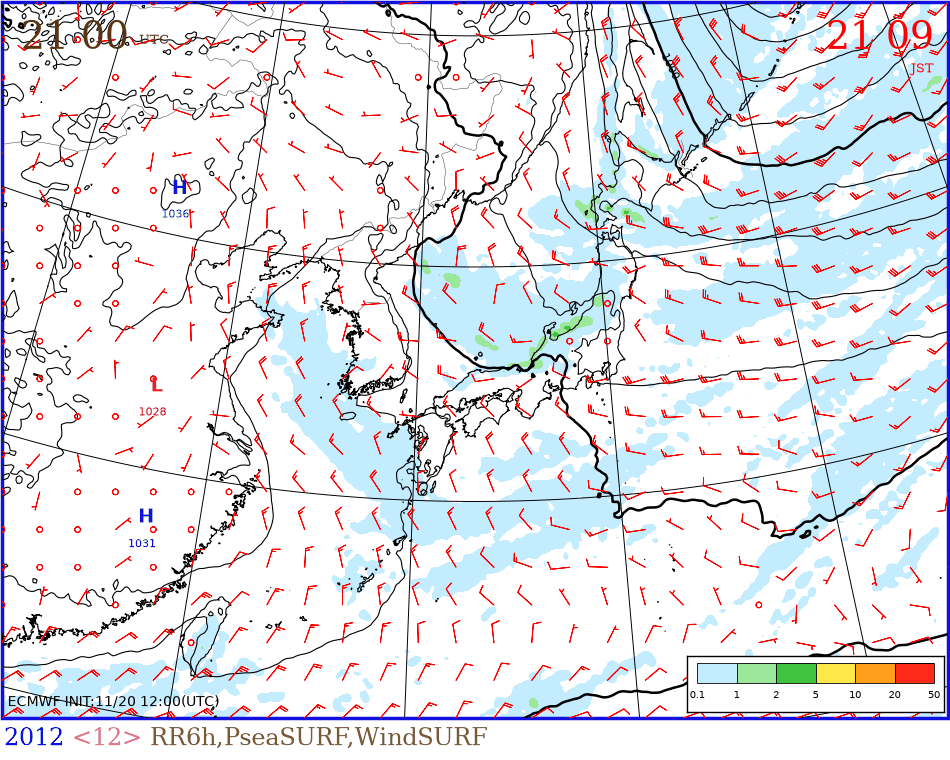 21 00 UTC
21 09
JST
H
1036
L
1028
H
1031
0.1 1 2 5 10 20 50
ECMWF INIT;11/20 12:00(UTC)
2012 <12> RR6h,PseaSURF,WindSURF